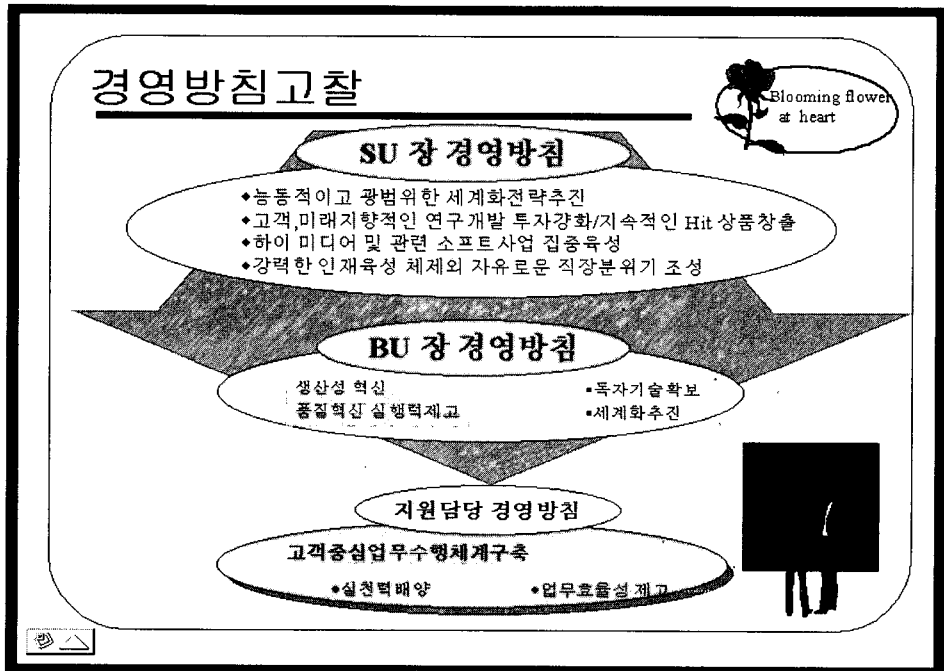 경영방침고찰
Blooming flower
at heart
SU 장 경영방침
◆능동적이고 광범위한 세계화전략추진
◆고객,미래지향적인 연구개발 투자강화/지속적인 Hit 상품창출
◆하이 미디어 및 관련 소프트사업 집중육성
◆강력한 인재육성 체제와 자유로운 직장분위기 조성
BU 장 경영방침
생산성 혁신 ▪독자기술확보
품질혁신 실행력제고 ▪세계화추진
지원담당 경영방침
고객중심업무수행체계구축
◆실천력배양 ◆업무효율성 제고